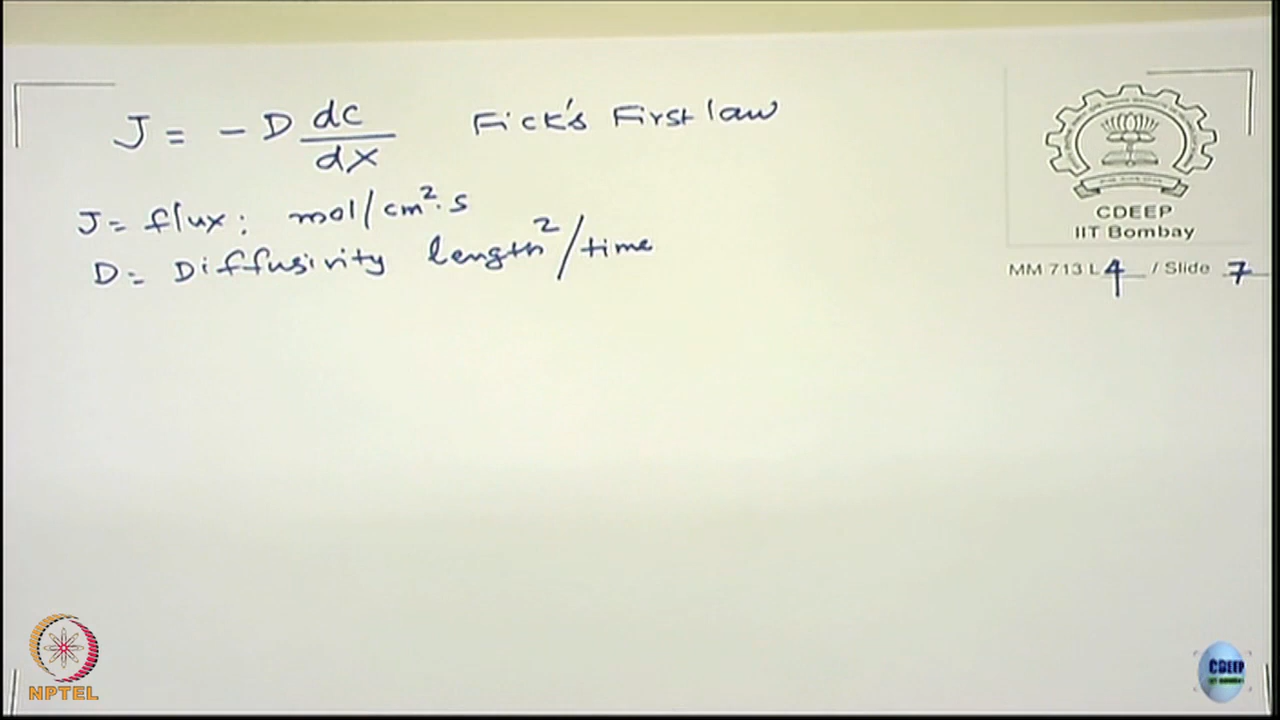 J = - D dc/dx Fick's First law
J = flux: mol/cm²·s
D = Diffusivity length²/time
CDEEP
IIT Bombay
MM 713 L 4 / Slide 7
NPTEL
CDEEP